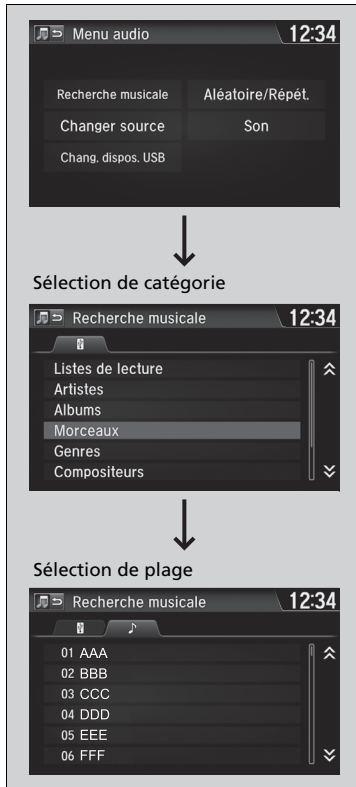 Menu audio 12:34
Recherche musicale Aléatoire/Répét.
Changer source Son
Chang. dispos. USB
Sélection de catégorie
Recherche musicale 12:34
Listes de lecture
Artistes
Albums
Morceaux
Genres
Compositeurs
Sélection de plage
Recherche musicale 12:34
01 AAA
02 BBB
03 CCC
04 DDD
05 EEE
06 FFF